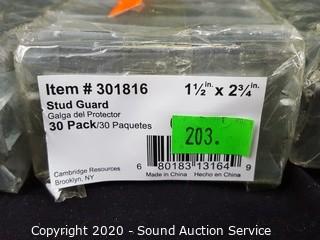 Item # 301816
1 1/2 in. x 2 3/4 in.
Stud Guard
Galga del Protector
30 Pack/30 Paquetes
203.
Cambridge Resources
Brooklyn, NY
6 80183 13164 9
Made in China Hecho en China
Copyright 2020 - Sound Auction Service